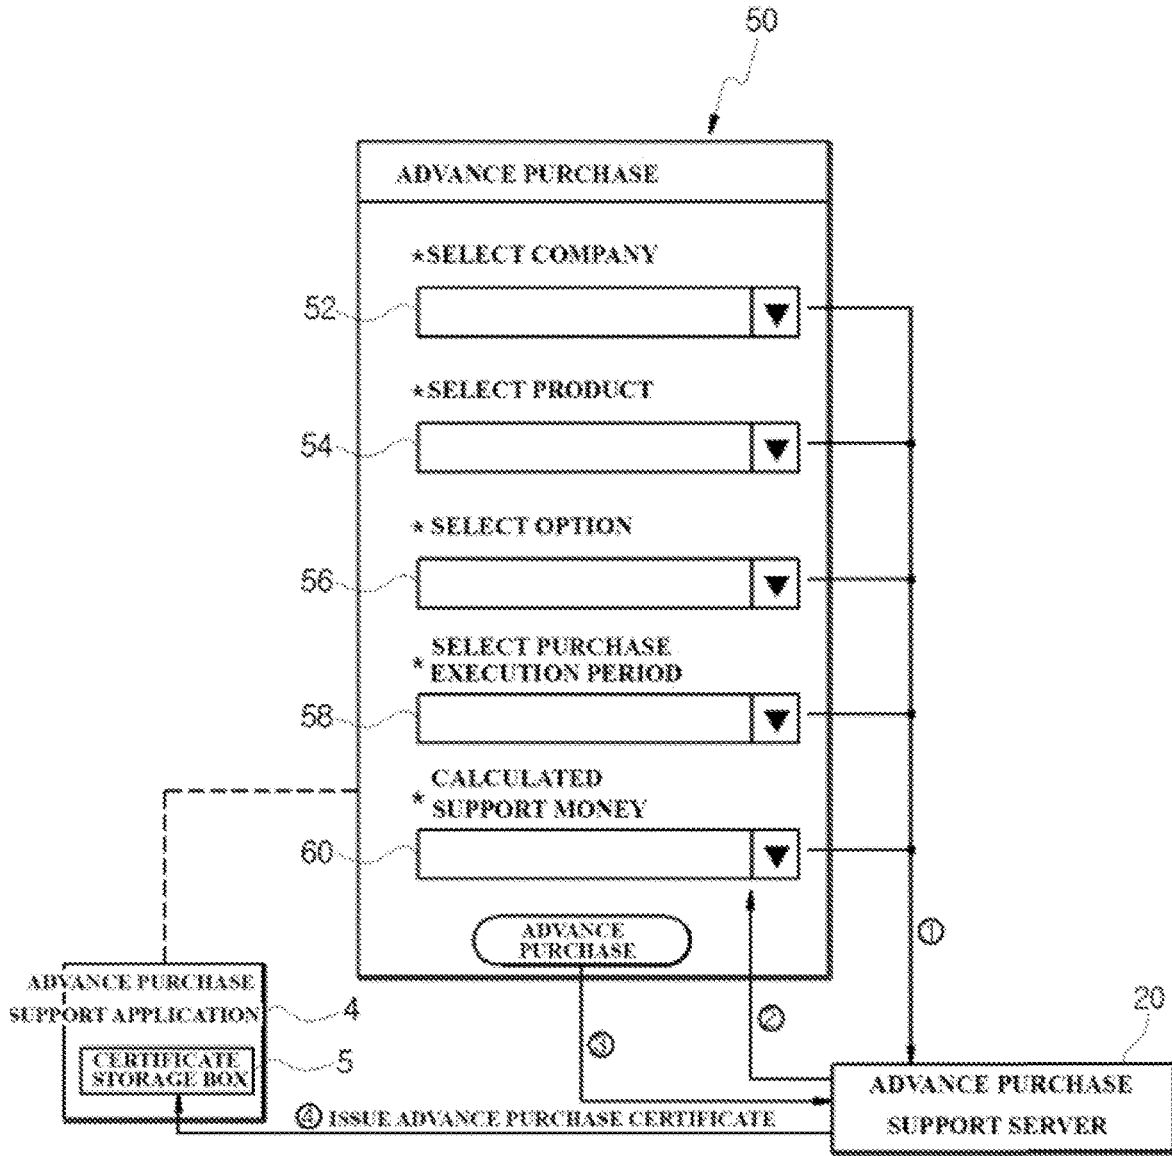 50
ADVANCE PURCHASE
*SELECT COMPANY
52
*SELECT PRODUCT
54
* SELECT OPTION
56
* SELECT PURCHASE
EXECUTION PERIOD
58
* CALCULATED
SUPPORT MONEY
60
ADVANCE
PURCHASE
①
②
③
20
ADVANCE PURCHASE
SUPPORT SERVER
ADVANCE PURCHASE
SUPPORT APPLICATION
4
CERTIFICATE
STORAGE BOX
5
④ ISSUE ADVANCE PURCHASE CERTIFICATE